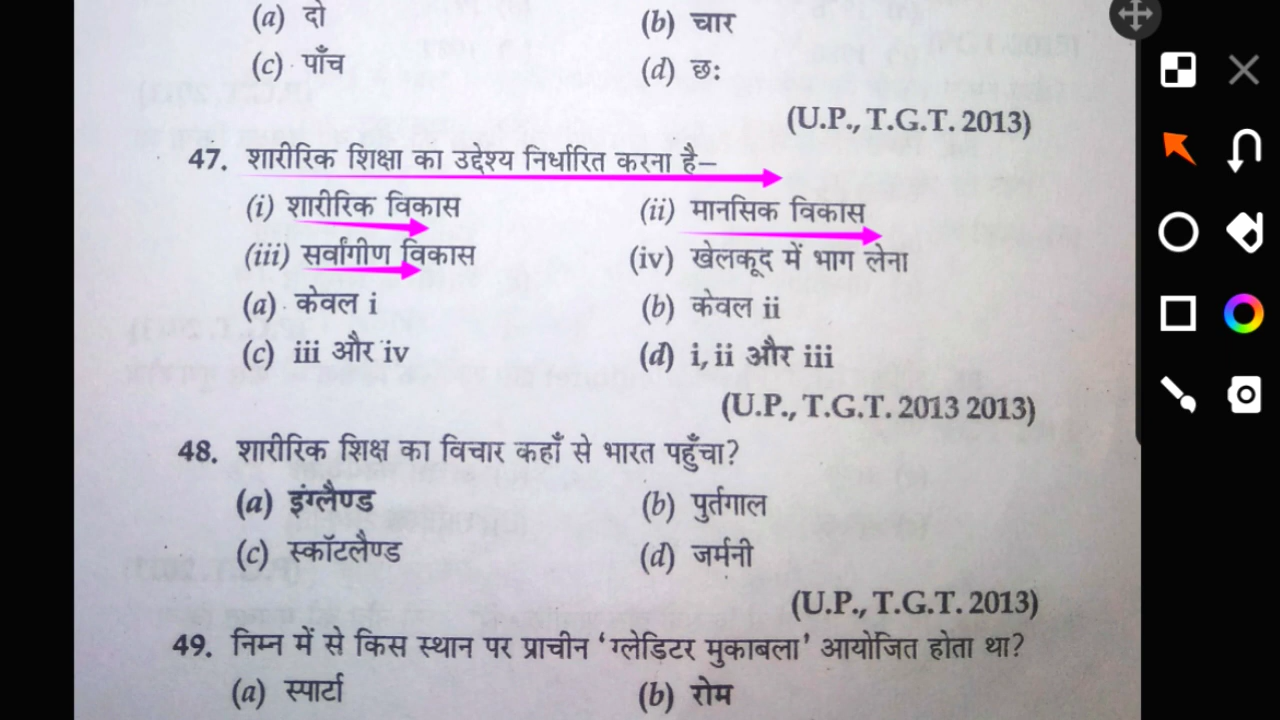 (a) दो (b) चार
(c) पाँच (d) छः
(U.P., T.G.T. 2013)
47. शारीरिक शिक्षा का उद्देश्य निर्धारित करना है–
(i) शारीरिक विकास (ii) मानसिक विकास
(iii) सर्वांगीण विकास (iv) खेलकूद में भाग लेना
(a) केवल i (b) केवल ii
(c) iii और iv (d) i, ii और iii
(U.P., T.G.T. 2013 2013)
48. शारीरिक शिक्ष का विचार कहाँ से भारत पहुँचा?
(a) इंग्लैण्ड (b) पुर्तगाल
(c) स्कॉटलैण्ड (d) जर्मनी
(U.P., T.G.T. 2013)
49. निम्न में से किस स्थान पर प्राचीन ‘ग्लेडिटर मुकाबला’ आयोजित होता था?
(a) स्पार्टा (b) रोम